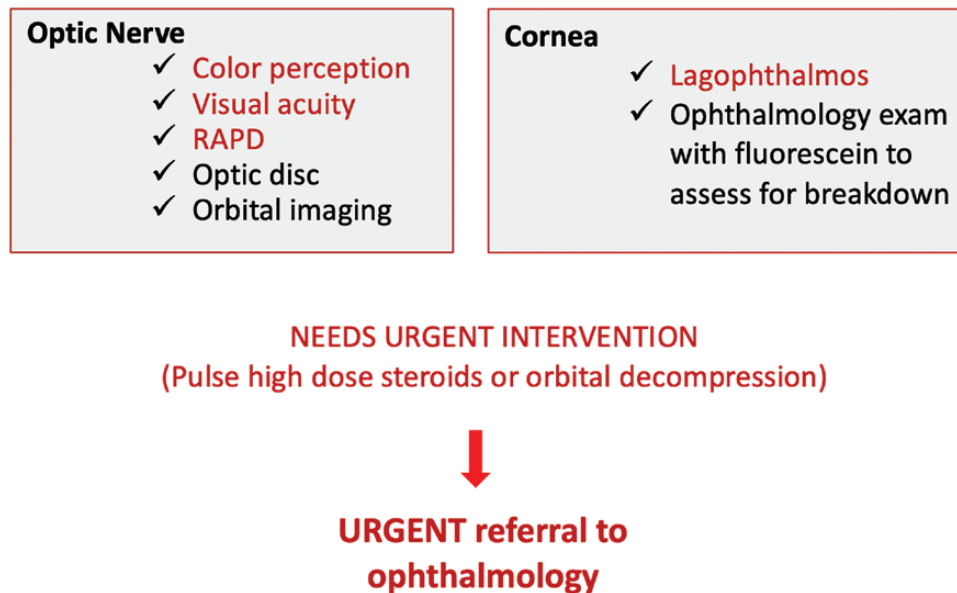 Optic Nerve
✓ Color perception
✓ Visual acuity
✓ RAPD
✓ Optic disc
✓ Orbital imaging
Cornea
✓ Lagophthalmos
✓ Ophthalmology exam
with fluorescein to
assess for breakdown
NEEDS URGENT INTERVENTION
(Pulse high dose steroids or orbital decompression)
URGENT referral to
ophthalmology